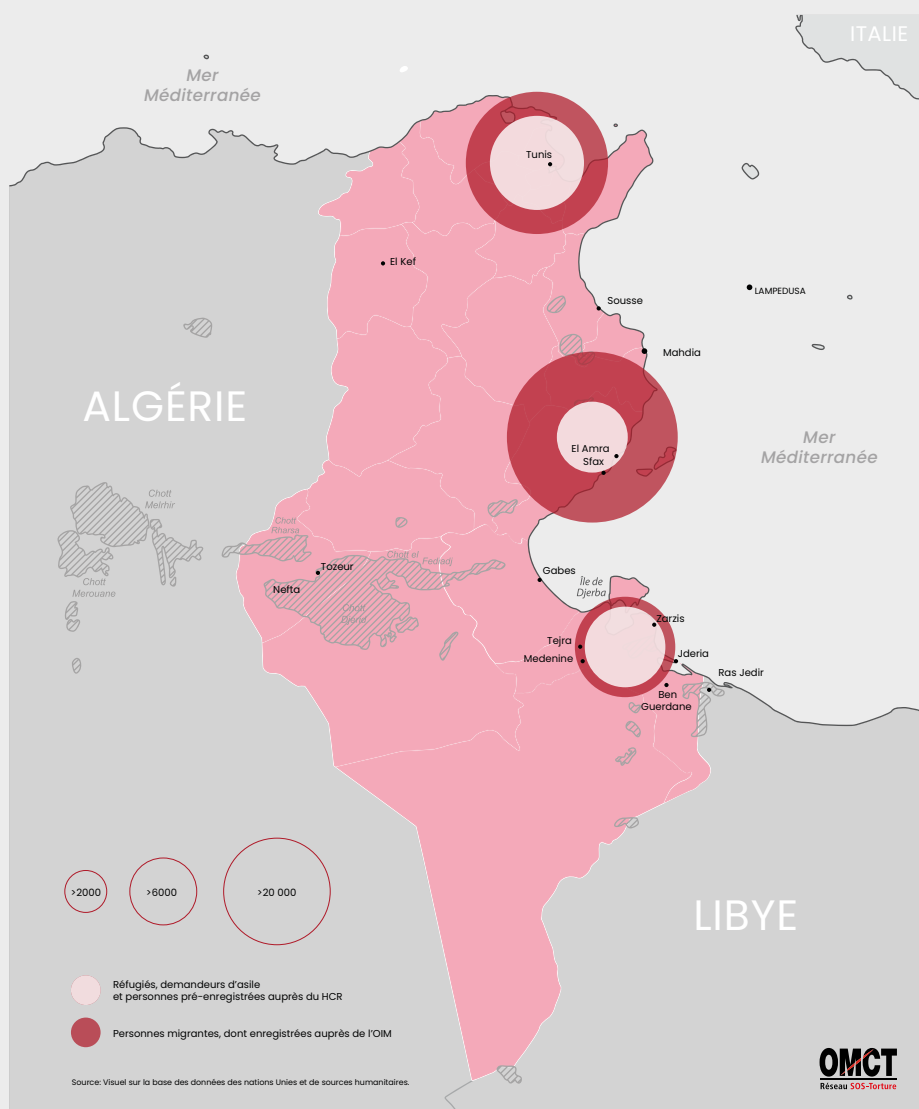 ITALIE
Mer
Méditerranée
Tunis
El Kef
LAMPEDUSA
Sousse
Mahdia
ALGÉRIE
Mer
Méditerranée
El Amra
Sfax
Chott
Melrhir
Chott
Rharsa
Chott el
Fedjadj
Tozeur
Gabes
Île de
Djerba
Chott
Merouane
Nefta
Chott
Djerid
Zarzis
Tejra
Jderia
Medenine
Ras Jedir
Ben
Guerdane
>2000
>6000
>20 000
LIBYE
Réfugiés, demandeurs d’asile
et personnes pré-enregistrées auprès du HCR
Personnes migrantes, dont enregistrées auprès de l’OIM
Source: Visuel sur la base des données des nations Unies et de sources humanitaires.
OMCT
Réseau SOS-Torture